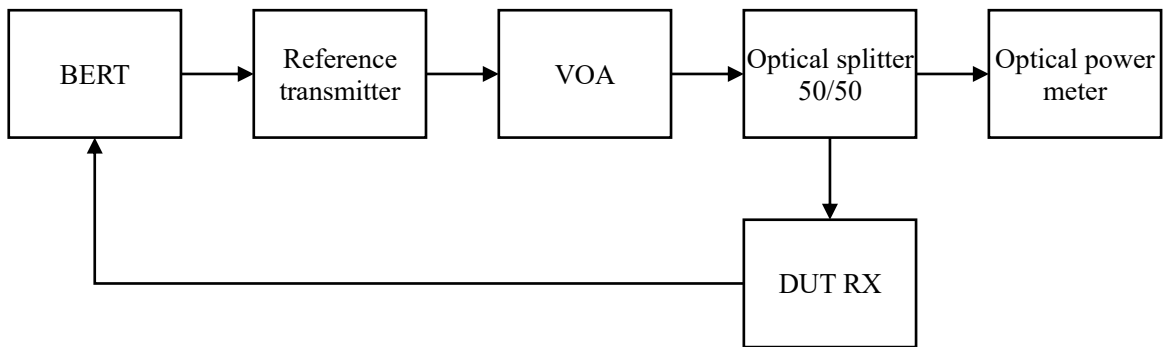 BERT
Reference
transmitter
VOA
Optical splitter
50/50
Optical power
meter
DUT RX